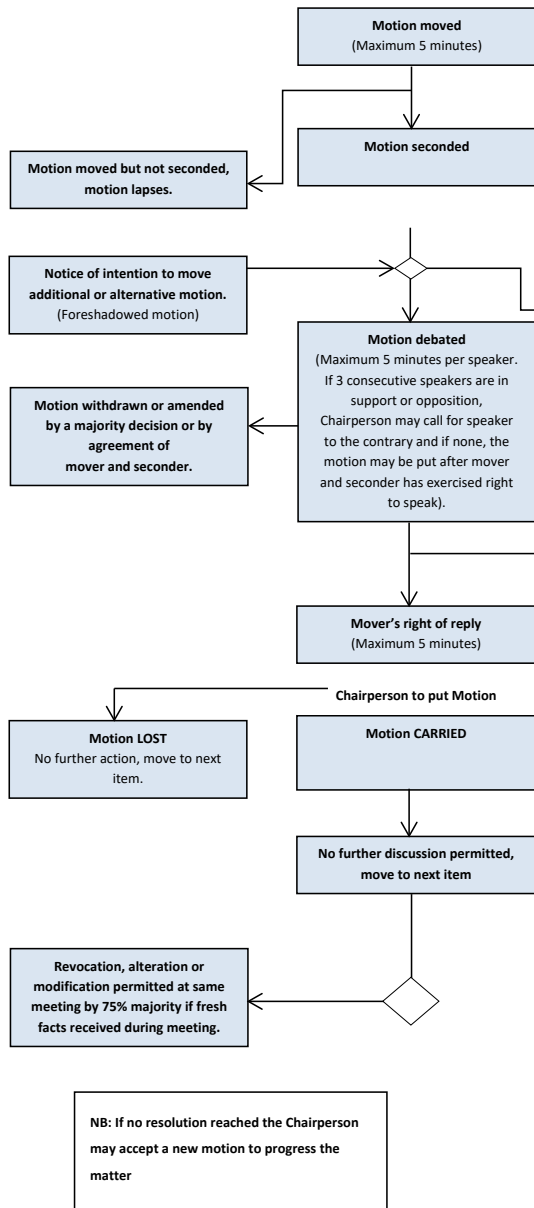 Motion moved
(Maximum 5 minutes)
Motion seconded
Motion moved but not seconded,
motion lapses.
Notice of intention to move
additional or alternative motion.
(Foreshadowed motion)
Motion debated
(Maximum 5 minutes per speaker.
If 3 consecutive speakers are in
support or opposition,
Chairperson may call for speaker
to the contrary and if none, the
motion may be put after mover
and seconder has exercised right
to speak).
Motion withdrawn or amended
by a majority decision or by
agreement of
mover and seconder.
Mover’s right of reply
(Maximum 5 minutes)
Chairperson to put Motion
Motion LOST
No further action, move to next
item.
Motion CARRIED
No further discussion permitted,
move to next item
Revocation, alteration or
modification permitted at same
meeting by 75% majority if fresh
facts received during meeting.
NB: If no resolution reached the Chairperson
may accept a new motion to progress the
matter